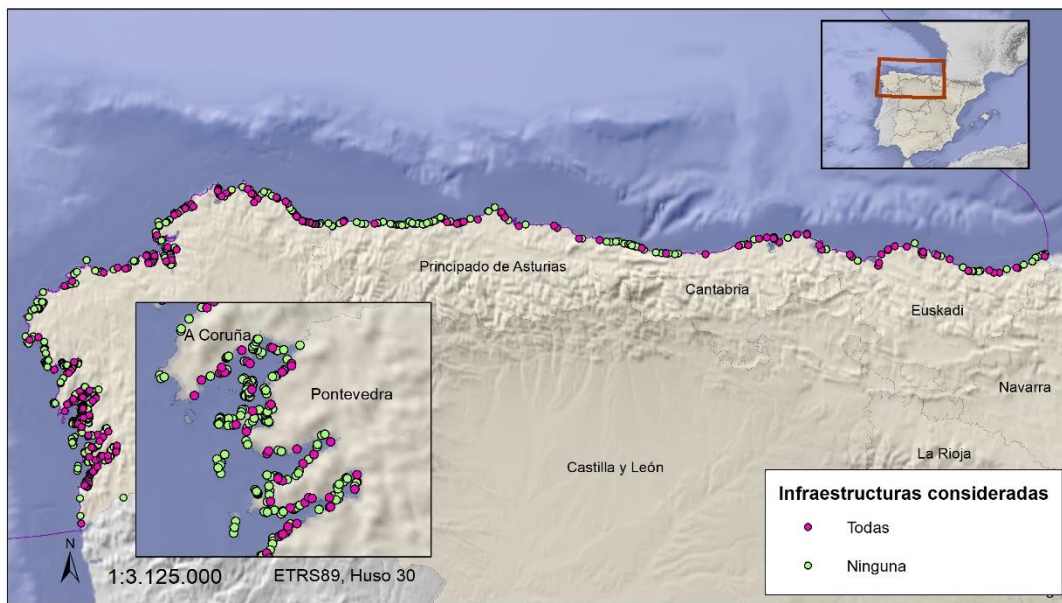 Principado de Asturias
Cantabria
Euskadi
Navarra
La Rioja
Castilla y León
A Coruña
Pontevedra
Infraestructuras consideradas
Todas
Ninguna
N
1:3.125.000
ETRS89, Huso 30